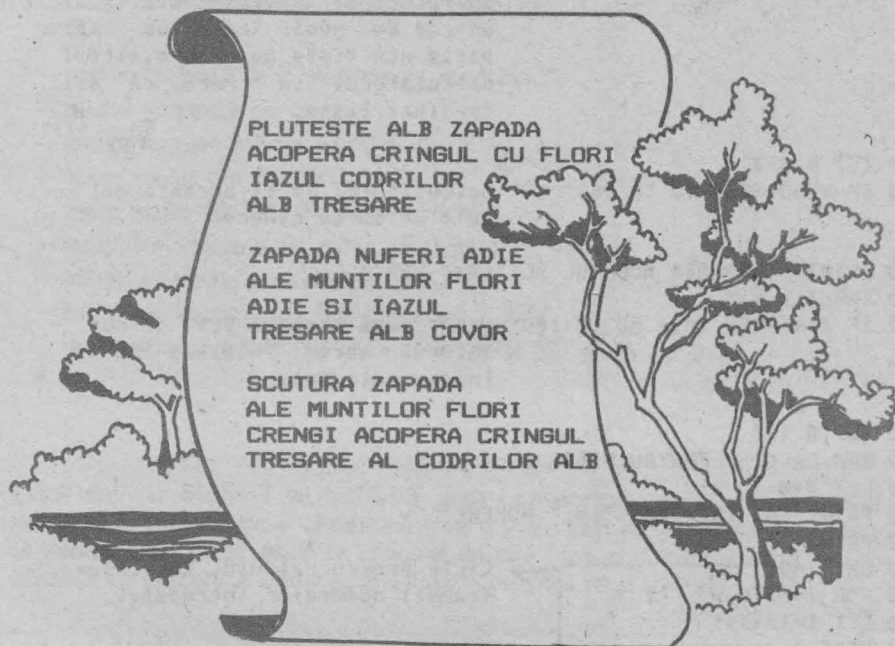 PLUTESTE ALB ZAPADA
ACOPERA CRINGUL CU FLORI
IAZUL CODRILOR
ALB TRESARE
ZAPADA NUFERI ADIE
ALE MUNTILOR FLORI
ADIE SI IAZUL
TRESARE ALB COVOR
SCUTURA ZAPADA
ALE MUNTILOR FLORI
CRENGI ACOPERA CRINGUL
TRESARE AL CODRILOR ALB